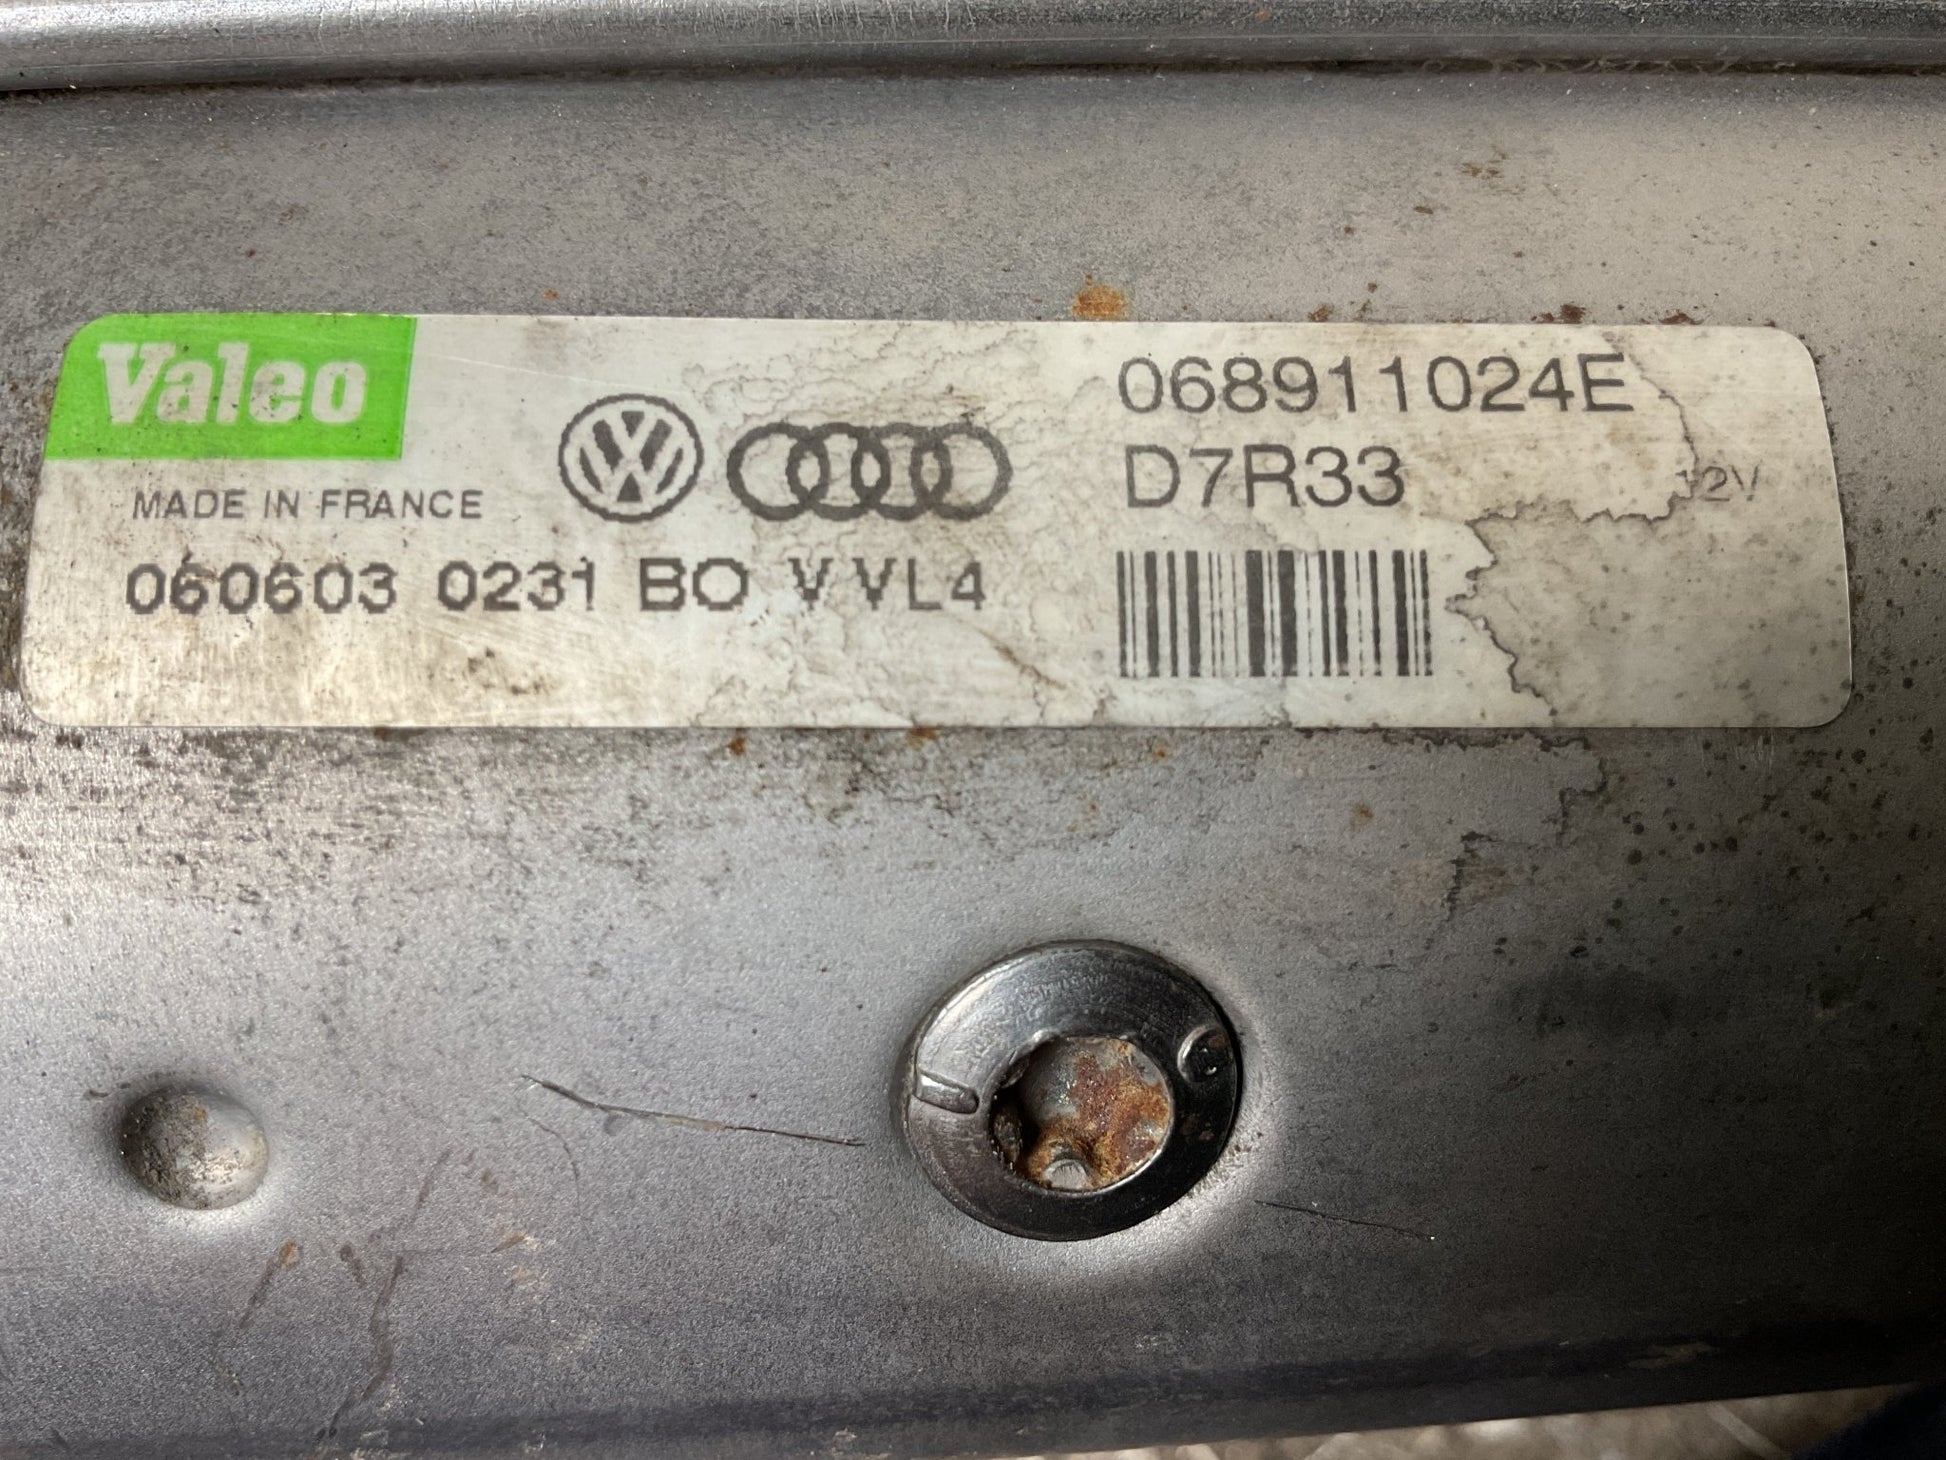 Valeo
MADE IN FRANCE
060603 0231 BO V VL4
068911024E
D7R33 12V